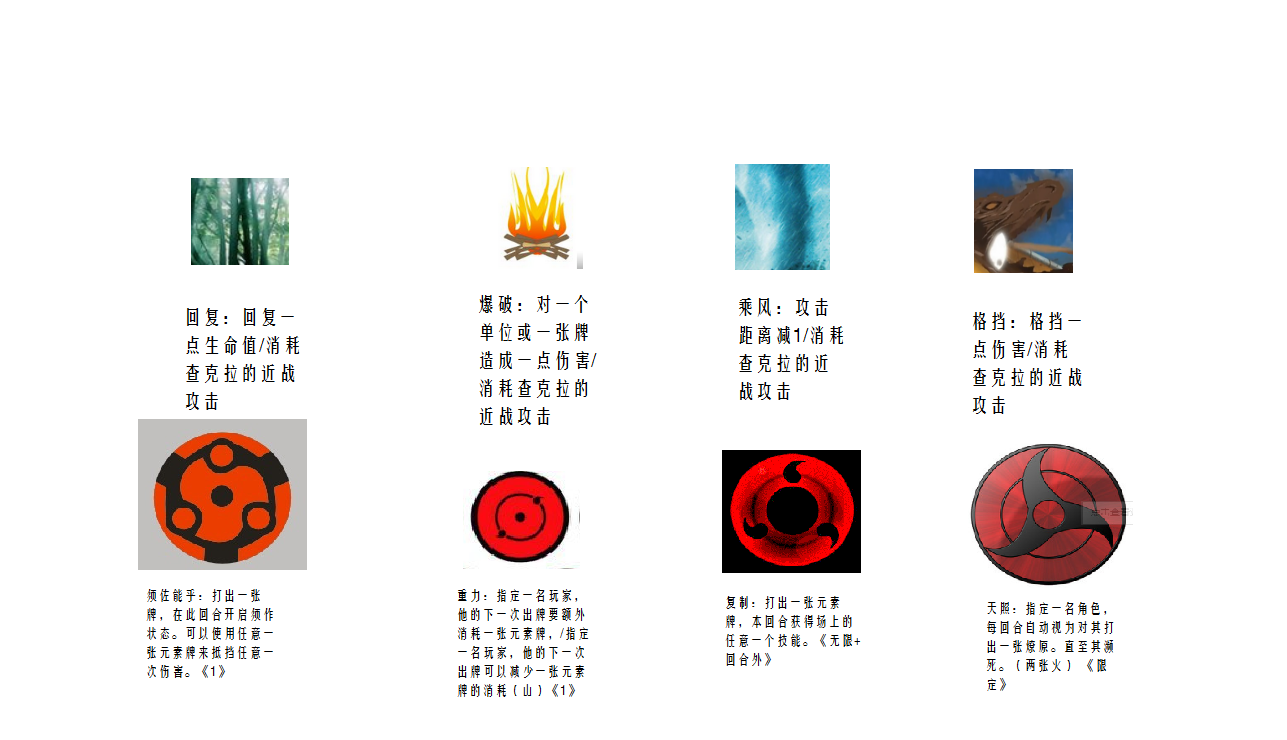 回复：回复一
点生命值/消耗
查克拉的近战
攻击
爆破：对一个
单位或一张牌
造成一点伤害/
消耗查克拉的
近战攻击
乘风：攻击
距离减1/消耗
查克拉的近
战攻击
格挡：格挡一
点伤害/消耗
查克拉的近战
攻击
须佐能乎：打出一张
牌，在此回合开启须作
状态。可以使用任意一
张元素牌来抵挡任意一
次伤害。《1》
重力：指定一名玩家，
他的下一次出牌要额外
消耗一张元素牌，/指定
一名玩家，他的下一次
出牌可以减少一张元素
牌的消耗（山）《1》
复制：打出一张元素
牌，本回合获得场上的
任意一个技能。《无限+
回合外》
天照：指定一名角色，
每回合自动视为对其打
出一张燎原。直至其濒
死。（两张火）《限
定》